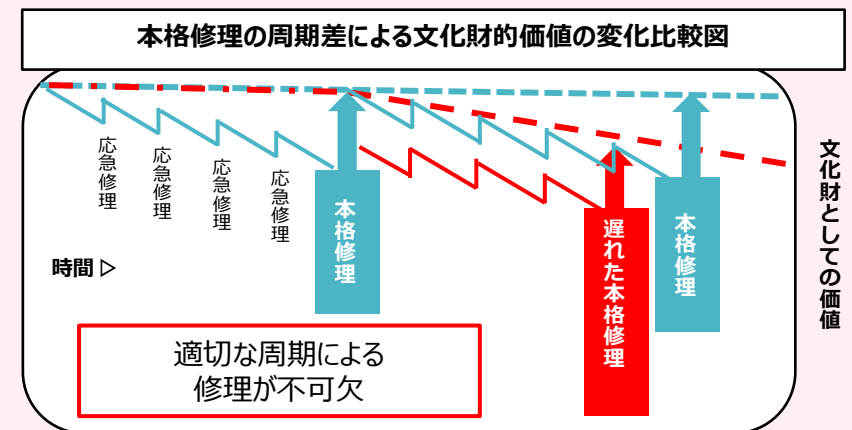 本格修理の周期差による文化財的価値の変化比較図
応急修理
応急修理
応急修理
応急修理
本格修理
遅れた本格修理
本格修理
文化財としての価値
時間 ▷
適切な周期による
修理が不可欠